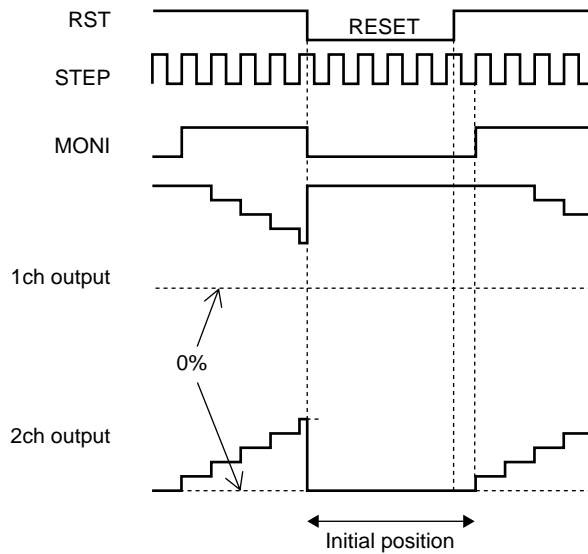 RST
RESET
STEP
MONI
1ch output
0%
2ch output
Initial position